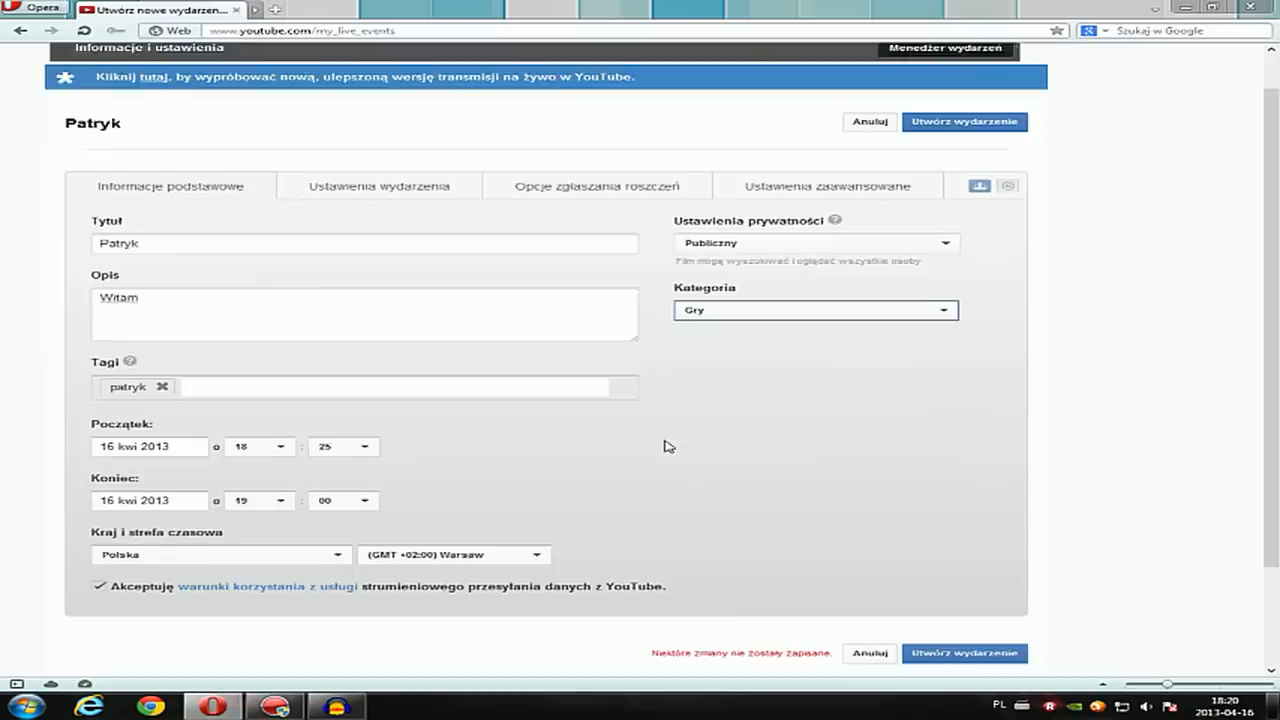 Opera
Utwórz nowe wydarzen...
Web
www.youtube.com/my_live_events
Szukaj w Google
Informacje i ustawienia
Menedżer wydarzeń
Kliknij tutaj, by wypróbować nową, ulepszoną wersję transmisji na żywo w YouTube.
Patryk
Anuluj
Utwórz wydarzenie
Informacje podstawowe
Ustawienia wydarzenia
Opcje zgłaszania roszczeń
Ustawienia zaawansowane
Tytuł
Patryk
Ustawienia prywatności
Publiczny
Film mogą wyszukiwać i oglądać wszystkie osoby
Opis
Witam
Kategoria
Gry
Tagi
patryk
Początek:
16 kwi 2013 o 18 : 25
Koniec:
16 kwi 2013 o 19 : 00
Kraj i strefa czasowa
Polska
(GMT +02:00) Warsaw
Akceptuję warunki korzystania z usługi strumieniowego przesyłania danych z YouTube.
Niektóre zmiany nie zostały zapisane.
Anuluj
Utwórz wydarzenie
PL
18:20
2013-04-16